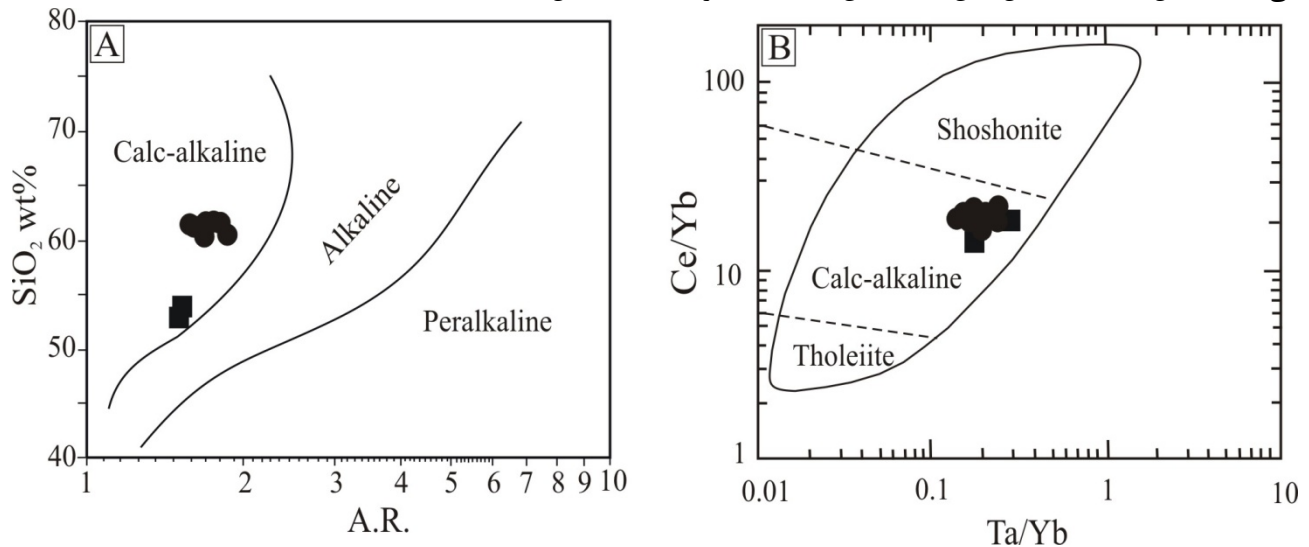 A
80
70
60
50
40
SiO₂ wt%
Calc-alkaline
Alkaline
Peralkaline
1 2 3 4 5 6 7 8 9 10
A.R.
B
100
10
1
Ce/Yb
Shoshonite
Calc-alkaline
Tholeiite
0.01 0.1 1 10
Ta/Yb